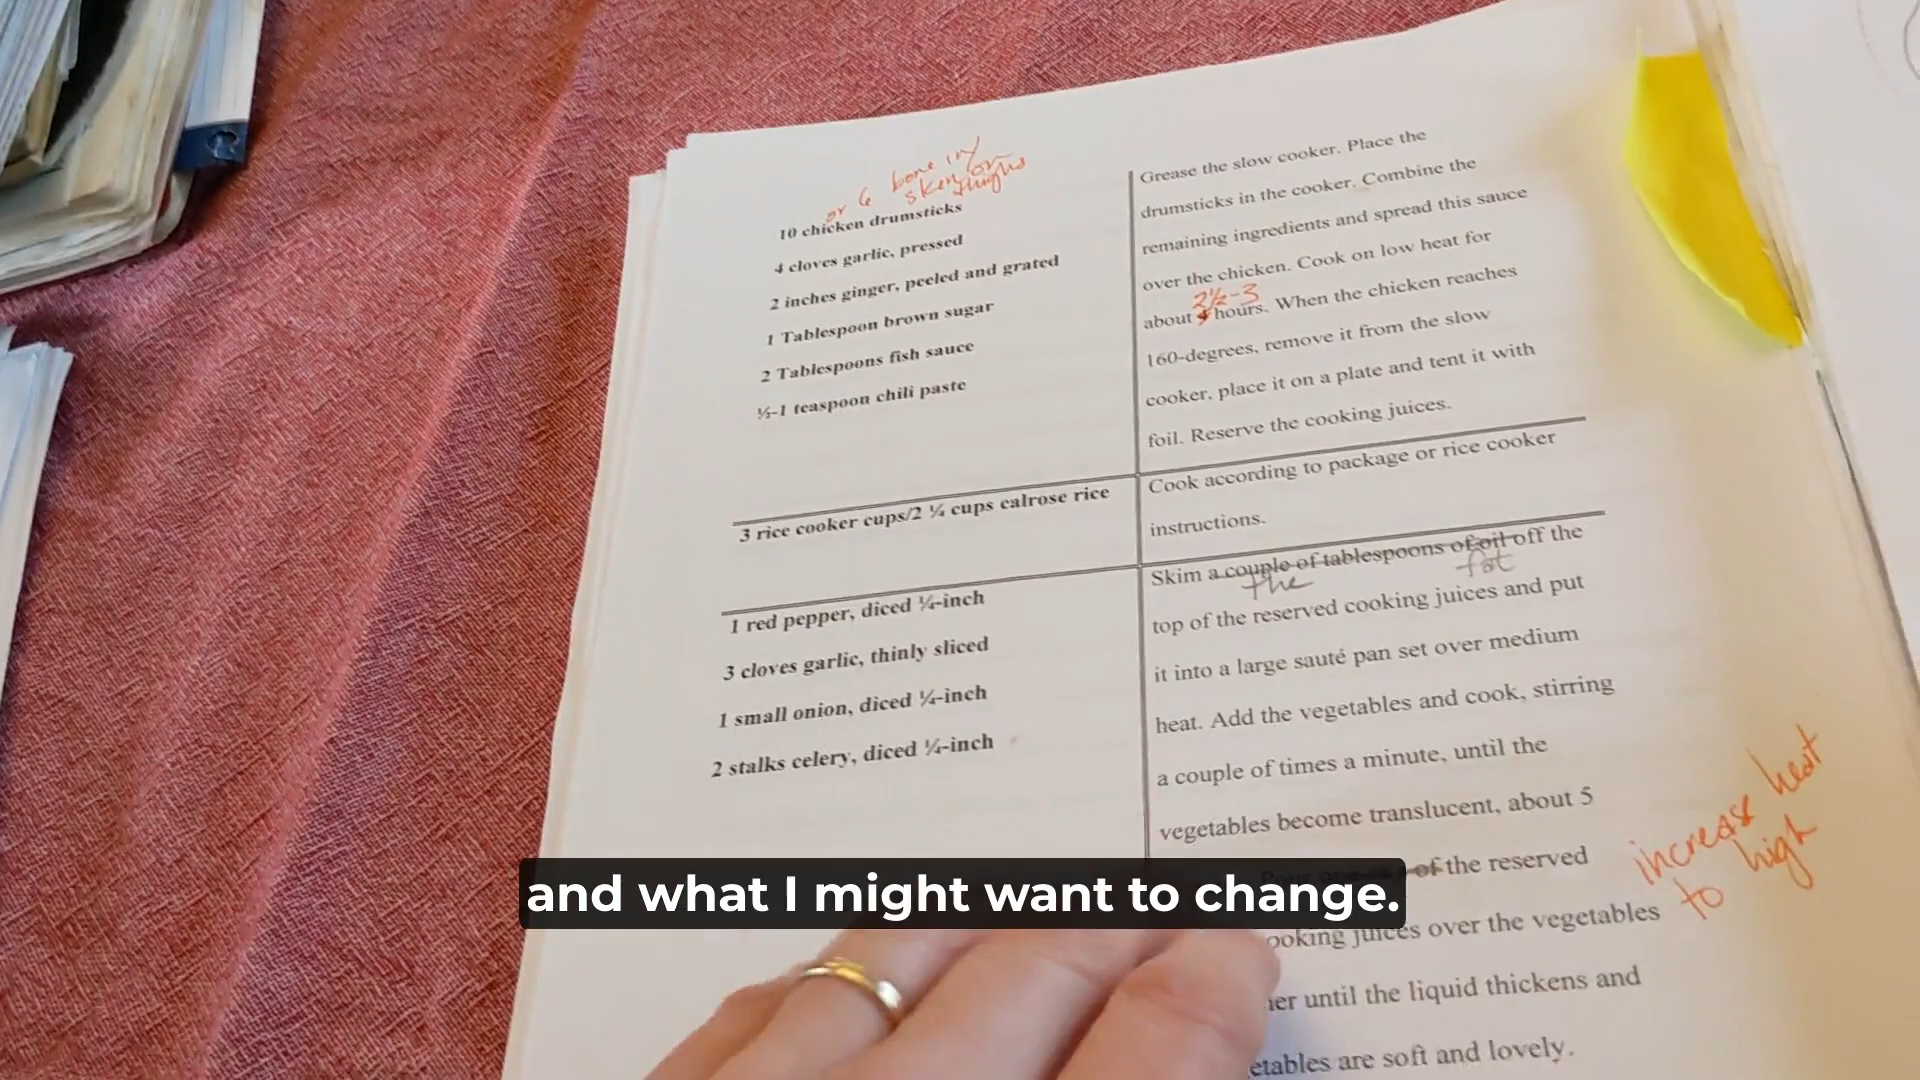 or 6 bone in/
skin on
thighs
10 chicken drumsticks
4 cloves garlic, pressed
2 inches ginger, peeled and grated
1 Tablespoon brown sugar
2 Tablespoons fish sauce
½-1 teaspoon chili paste
Grease the slow cooker. Place the
drumsticks in the cooker. Combine the
remaining ingredients and spread this sauce
over the chicken. Cook on low heat for
2½-3
about 4 hours. When the chicken reaches
160-degrees, remove it from the slow
cooker, place it on a plate and tent it with
foil. Reserve the cooking juices.
3 rice cooker cups/2 ¼ cups calrose rice
Cook according to package or rice cooker
instructions.
1 red pepper, diced ¼-inch
3 cloves garlic, thinly sliced
1 small onion, diced ¼-inch
2 stalks celery, diced ¼-inch
Skim a couple of tablespoons of oil off the
the fat
top of the reserved cooking juices and put
it into a large sauté pan set over medium
heat. Add the vegetables and cook, stirring
a couple of times a minute, until the
vegetables become translucent, about 5
of the reserved
ooking juices over the vegetables
until the liquid thickens and
etables are soft and lovely.
increase heat
to high
and what I might want to change.